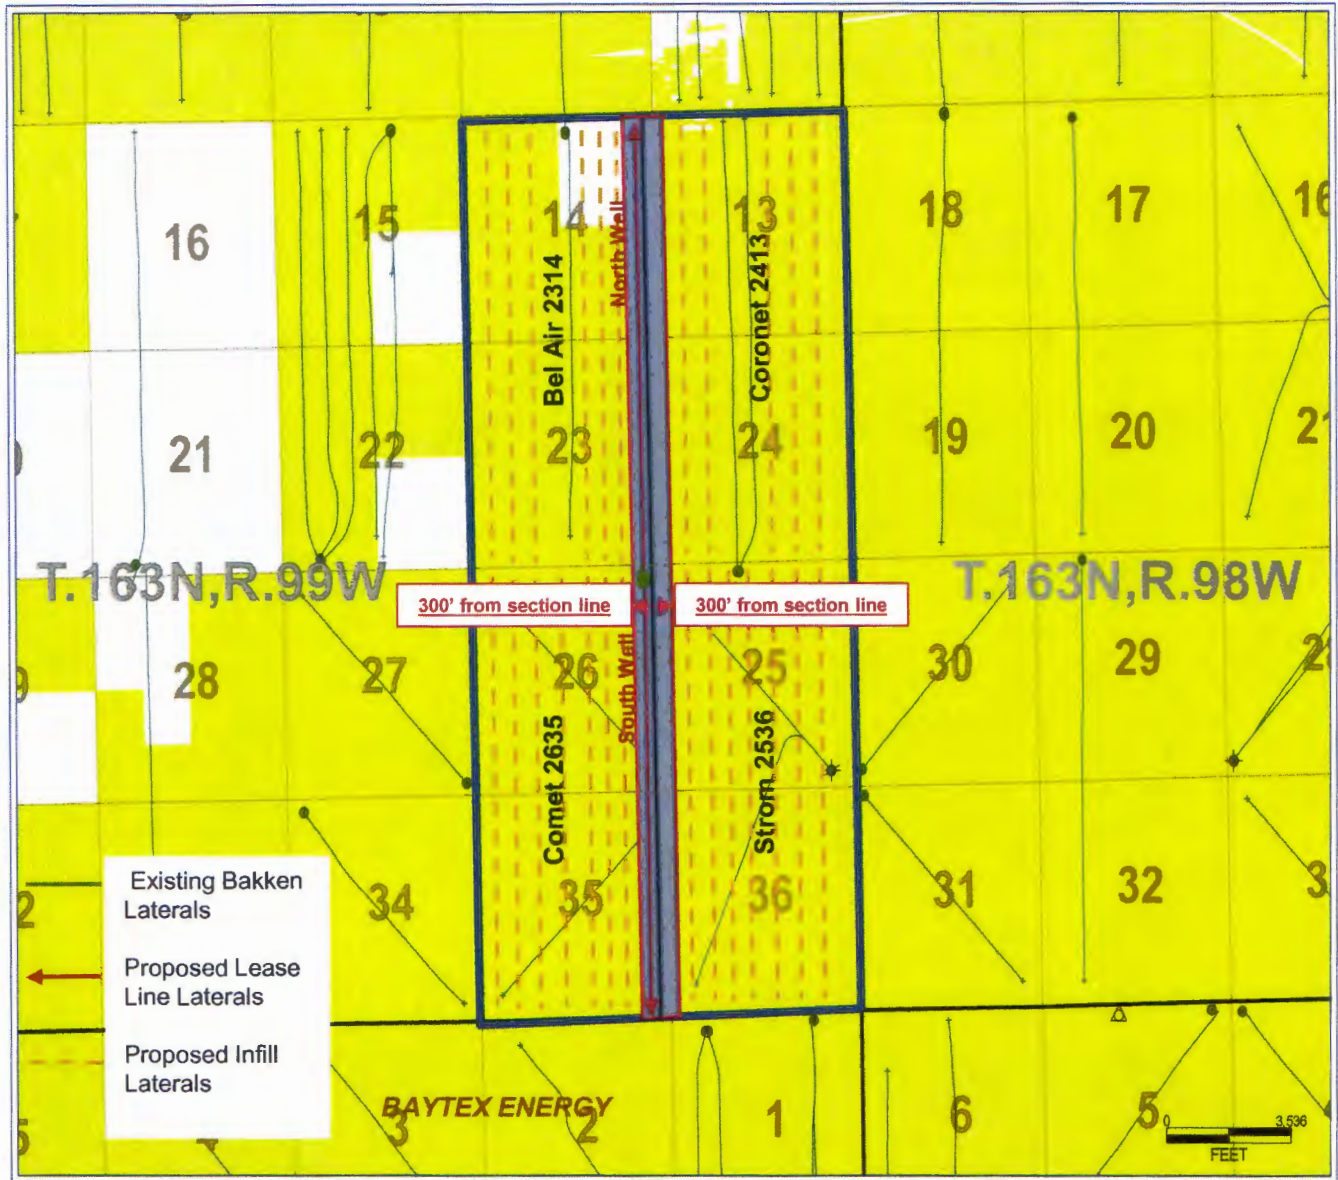 16
15
14
13
18
17
16
North Well
Bel Air 2314
Coronet 2413
21
22
23
24
19
20
T.163N,R.99W
T.163N,R.98W
300' from section line
300' from section line
28
27
26
25
30
29
South Well
Comet 2635
Strom 2536
34
35
36
31
32
Existing Bakken
Laterals
Proposed Lease
Line Laterals
Proposed Infill
Laterals
BAYTEX ENERGY
3
2
1
6
5
0
3,536
FEET